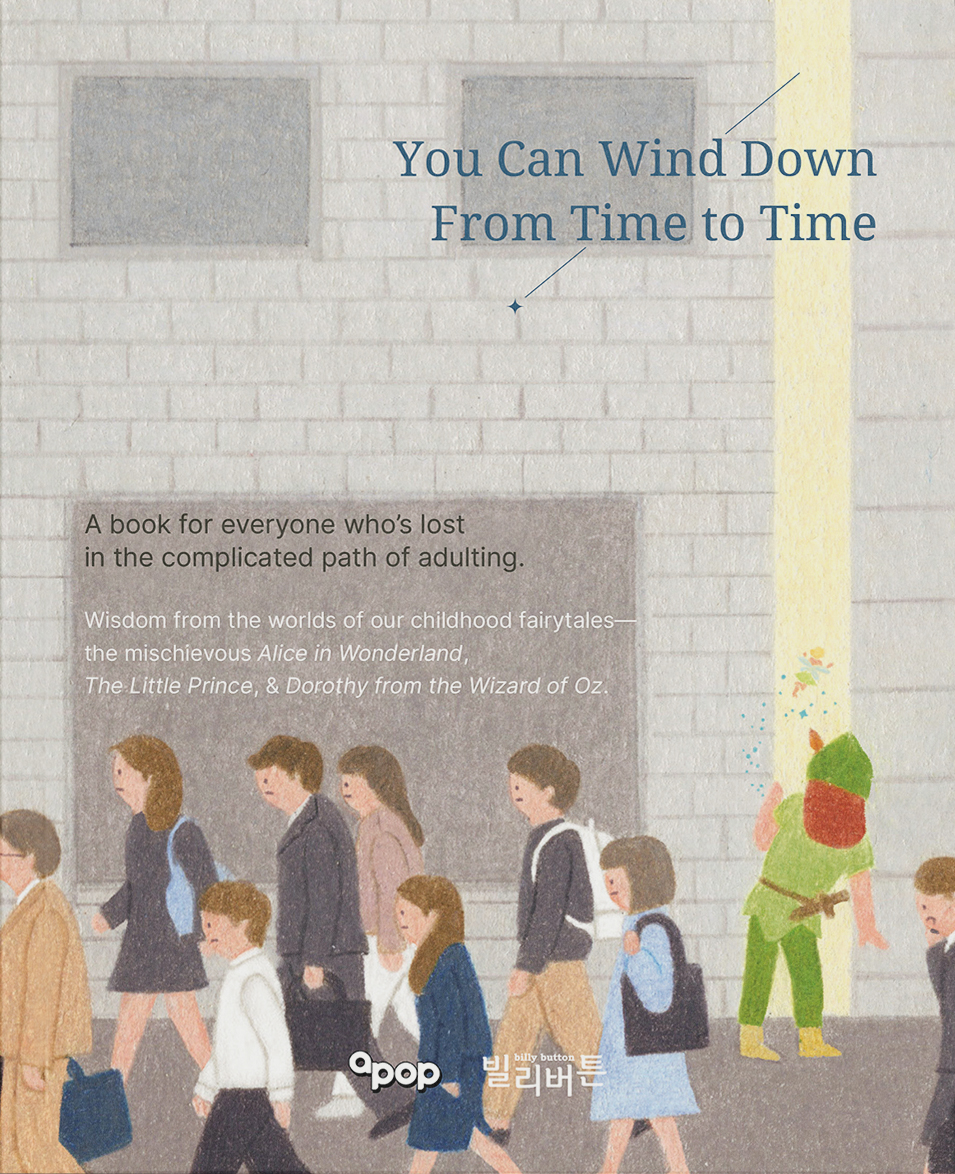 You Can Wind Down
From Time to Time
A book for everyone who’s lost
in the complicated path of adulting.
Wisdom from the worlds of our childhood fairytales—
the mischievous Alice in Wonderland,
The Little Prince, & Dorothy from the Wizard of Oz.
apop
billy button
빌리버튼